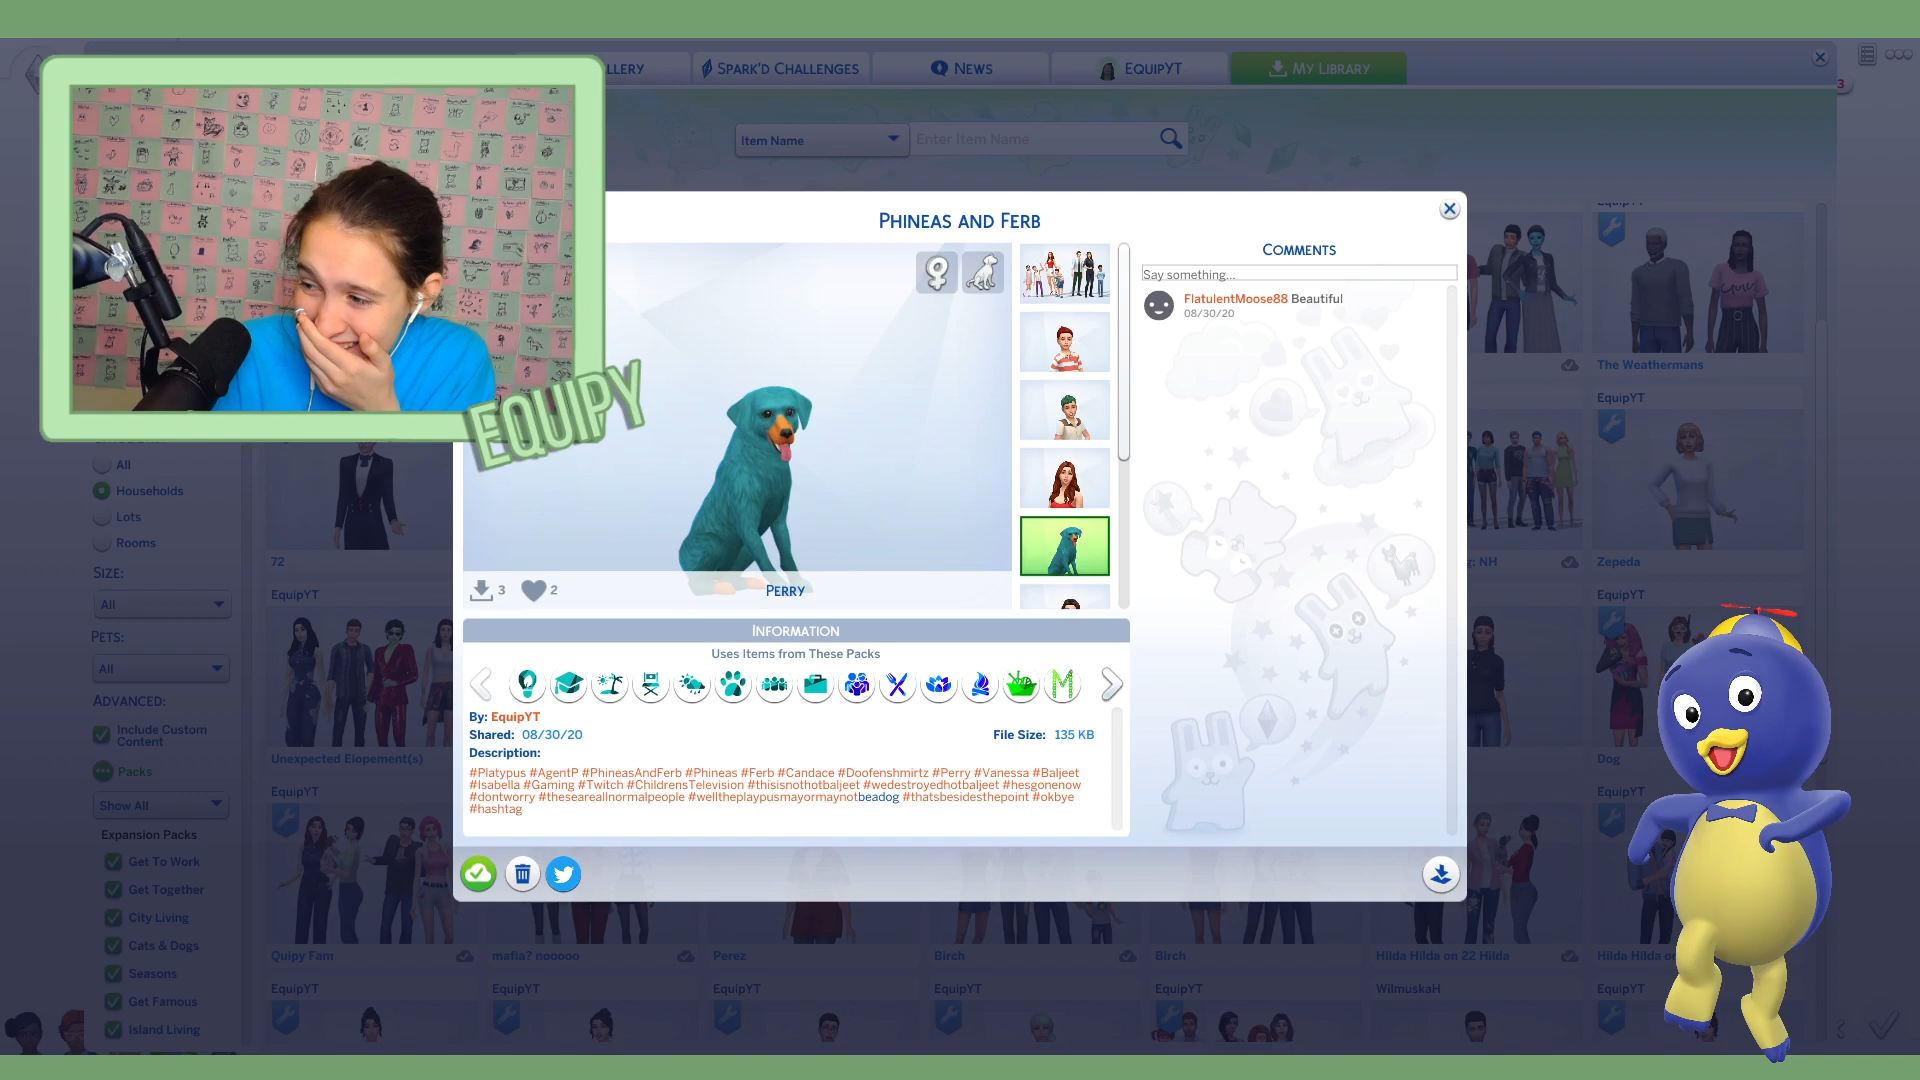 LLERY
SPARK'D CHALLENGES
NEWS
EQUIPYT
MY LIBRARY
3
Item Name
Enter Item Name
EQUIPY
PHINEAS AND FERB
COMMENTS
Say something...
FlatulentMoose88 Beautiful
08/30/20
3
2
PERRY
INFORMATION
Uses Items from These Packs
By: EquipYT
Shared: 08/30/20
File Size: 135 KB
Description:
#Platypus #AgentP #PhineasAndFerb #Phineas #Ferb #Candace #Doofenshmirtz #Perry #Vanessa #Baljeet
#Isabella #Gaming #Twitch #ChildrensTelevision #thisisnothotbaljeet #wedestroyedhotbaljeet #hesgonenow
#dontworry #theseareallnormalpeople #welltheplaypusmayormaynotbeadog #thatsbesidesthepoint #okbye
#hashtag
All
Households
Lots
Rooms
SIZE:
All
PETS:
All
ADVANCED:
Include Custom
Content
Packs
Show All
Expansion Packs
Get To Work
Get Together
City Living
Cats & Dogs
Seasons
Get Famous
Island Living
72
EquipYT
Unexpected Elopement(s)
EquipYT
Quipy Fam
mafia? nooooo
Perez
Birch
Birch
Hilda Hilda on 22 Hilda
EquipYT
EquipYT
EquipYT
EquipYT
EquipYT
WilmuskaH
EquipYT
EquipYT
The Weathermans
EquipYT
g: NH
Zepeda
EquipYT
Dog
EquipYT
Hilda Hilda o